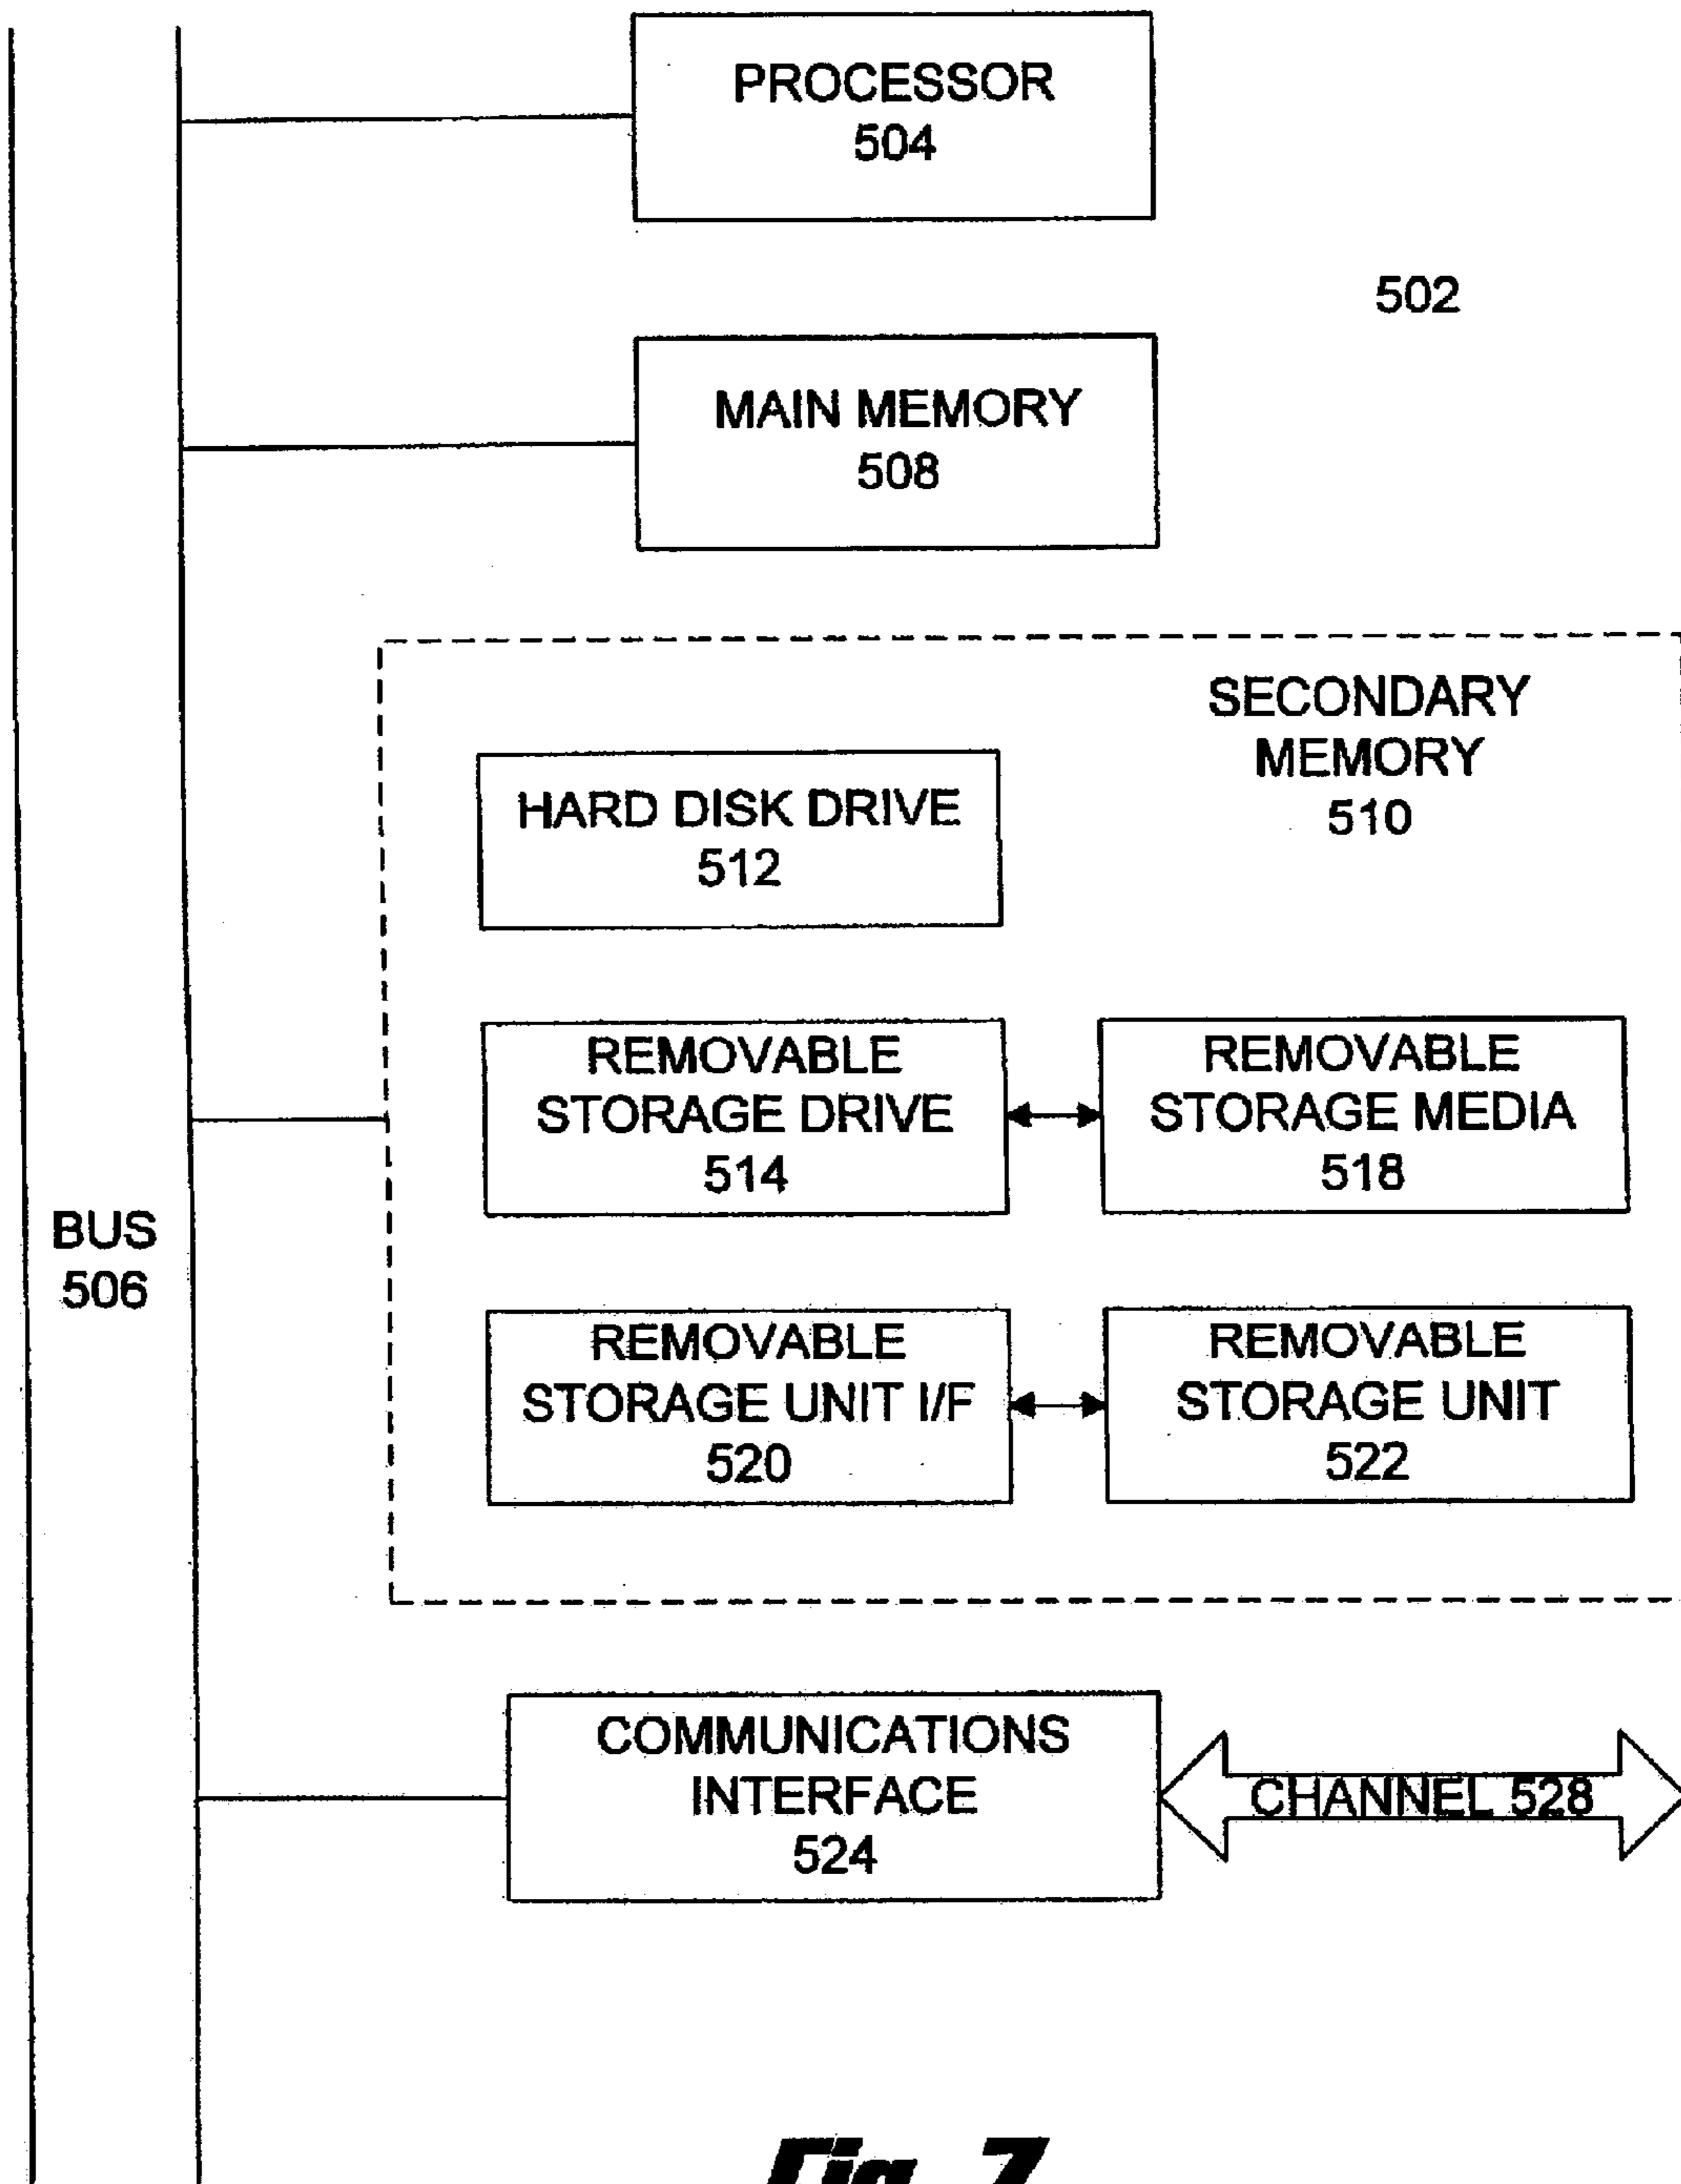 PROCESSOR
504
502
MAIN MEMORY
508
SECONDARY
MEMORY
510
HARD DISK DRIVE
512
REMOVABLE
STORAGE DRIVE
514
REMOVABLE
STORAGE MEDIA
518
BUS
506
REMOVABLE
STORAGE UNIT I/F
520
REMOVABLE
STORAGE UNIT
522
COMMUNICATIONS
INTERFACE
524
CHANNEL 528
Fig. 7